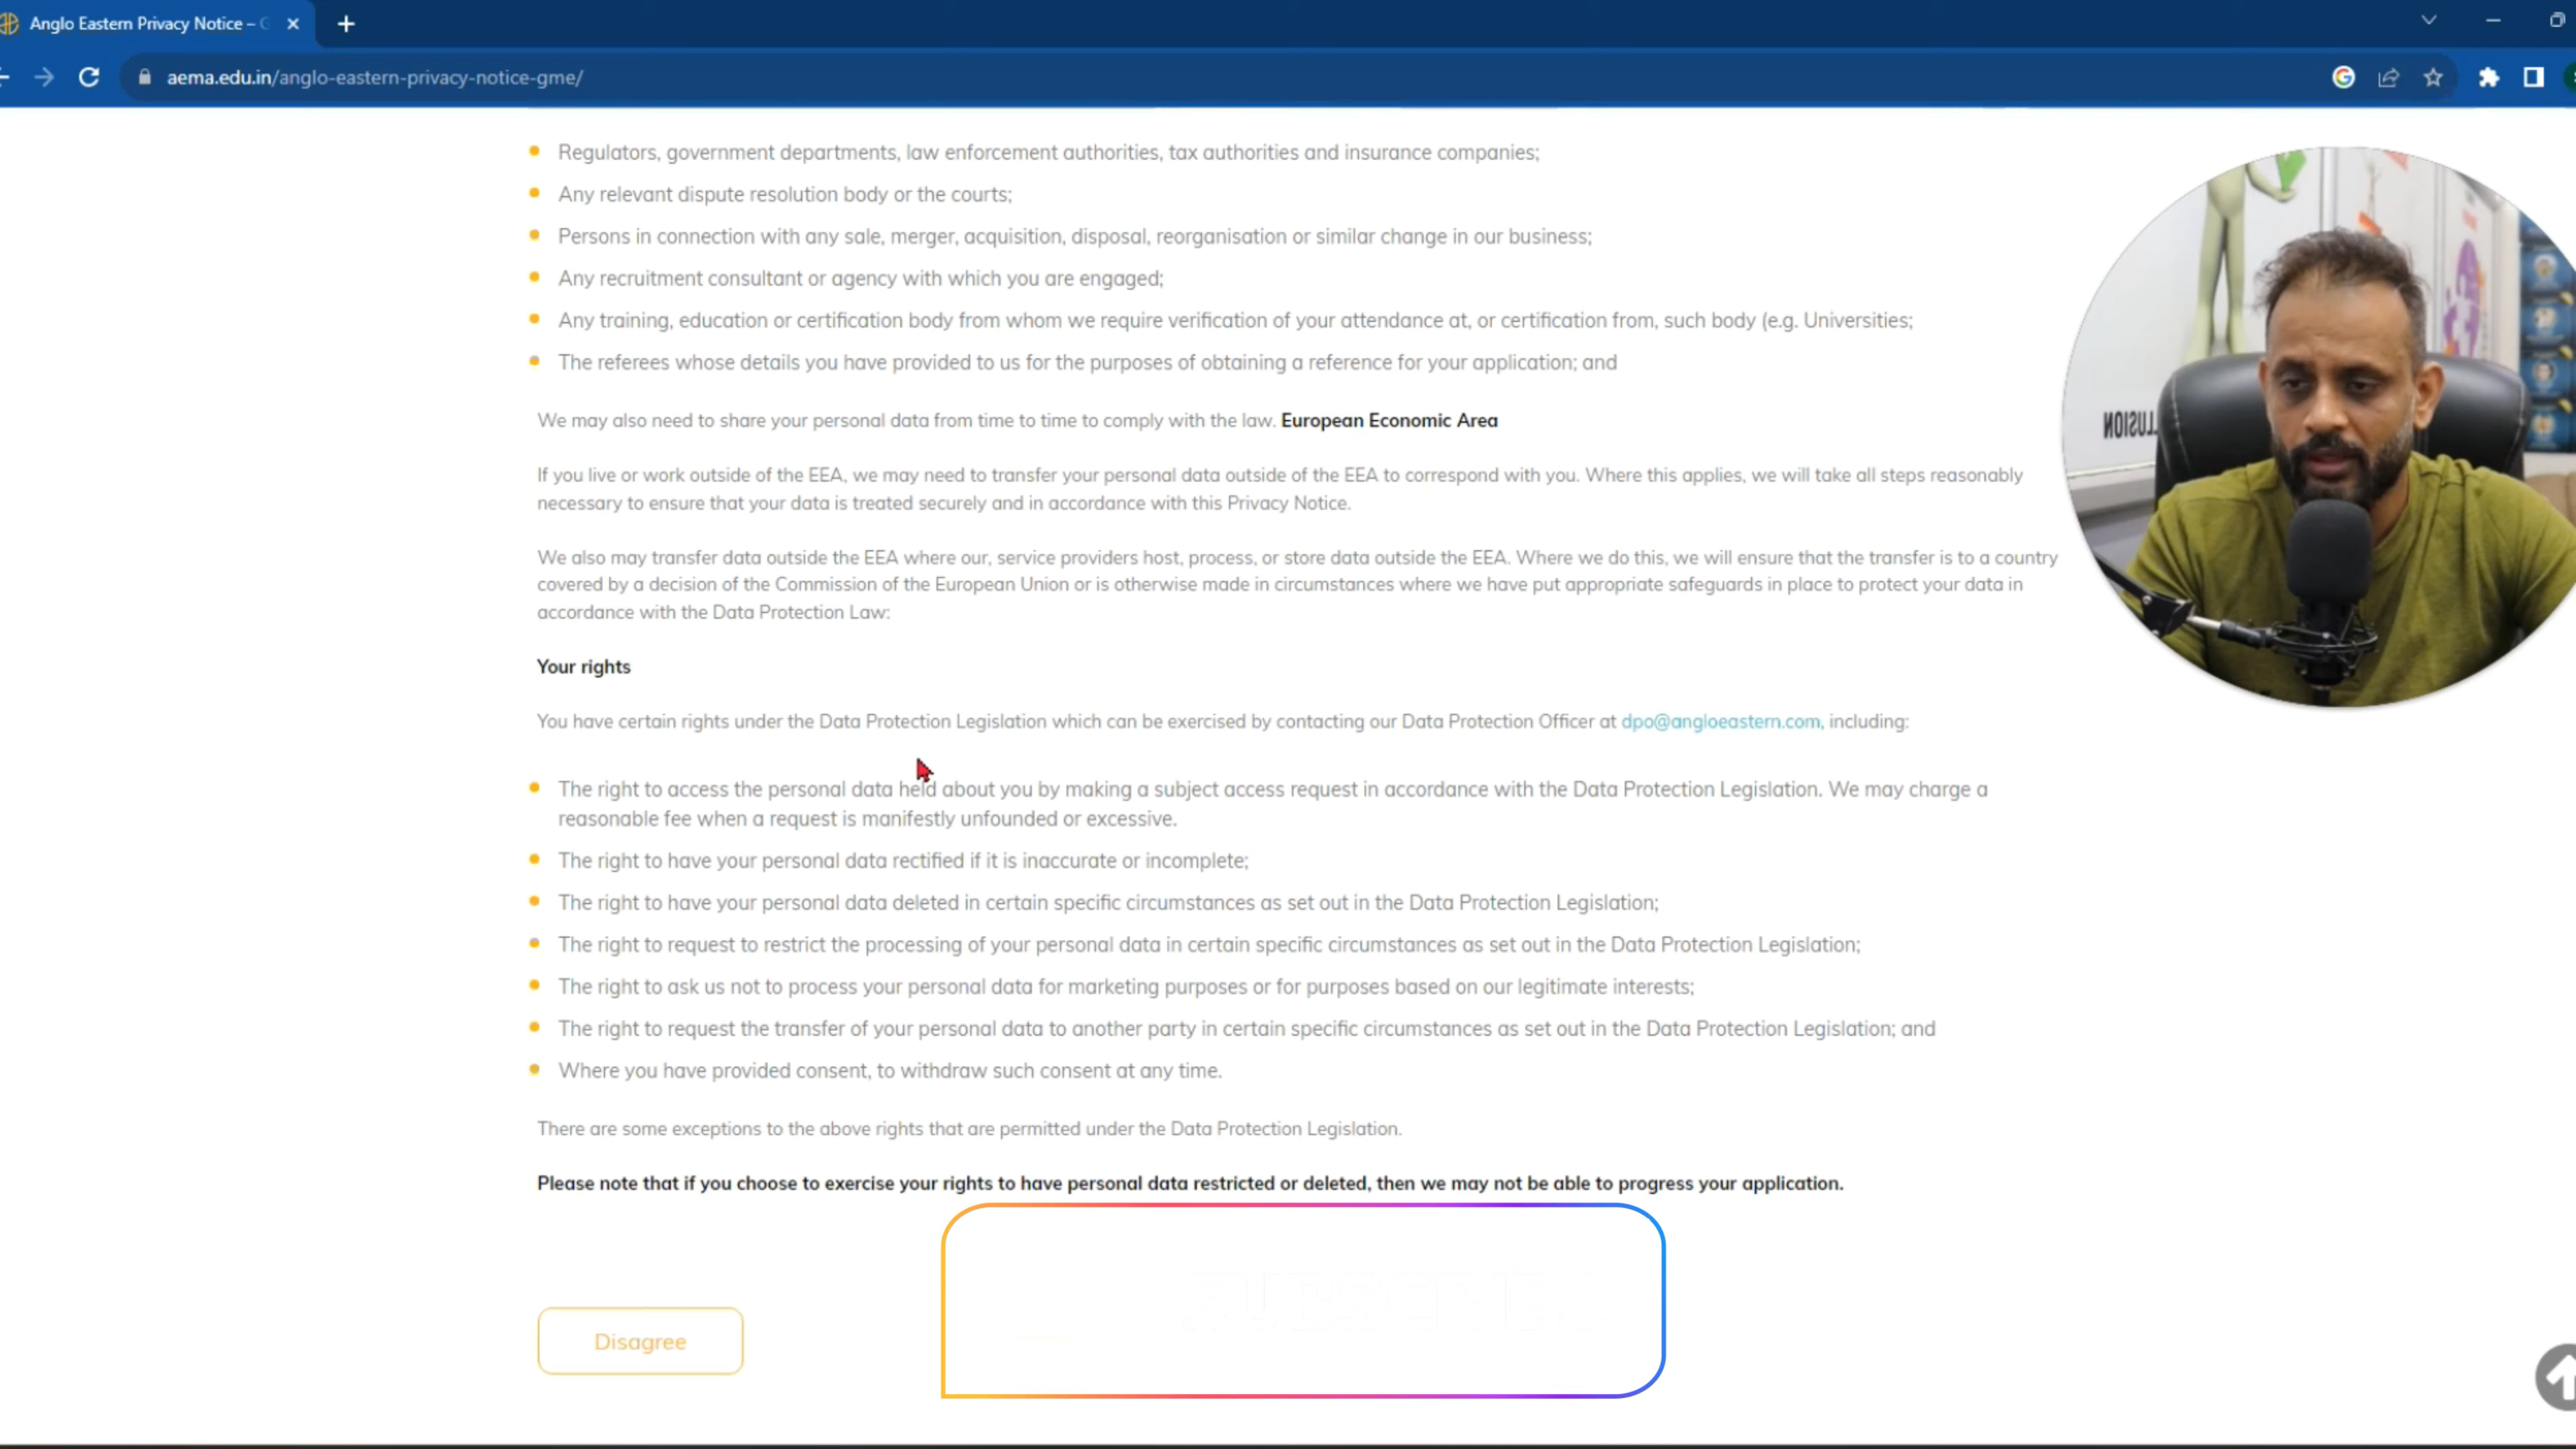 Anglo Eastern Privacy Notice –
aema.edu.in/anglo-eastern-privacy-notice-gme/
Regulators, government departments, law enforcement authorities, tax authorities and insurance companies;
Any relevant dispute resolution body or the courts;
Persons in connection with any sale, merger, acquisition, disposal, reorganisation or similar change in our business;
Any recruitment consultant or agency with which you are engaged;
Any training, education or certification body from whom we require verification of your attendance at, or certification from, such body (e.g. Universities;
The referees whose details you have provided to us for the purposes of obtaining a reference for your application; and
We may also need to share your personal data from time to time to comply with the law. European Economic Area
If you live or work outside of the EEA, we may need to transfer your personal data outside of the EEA to correspond with you. Where this applies, we will take all steps reasonably
necessary to ensure that your data is treated securely and in accordance with this Privacy Notice.
We also may transfer data outside the EEA where our, service providers host, process, or store data outside the EEA. Where we do this, we will ensure that the transfer is to a country
covered by a decision of the Commission of the European Union or is otherwise made in circumstances where we have put appropriate safeguards in place to protect your data in
accordance with the Data Protection Law:
Your rights
You have certain rights under the Data Protection Legislation which can be exercised by contacting our Data Protection Officer at dpo@angloeastern.com, including:
The right to access the personal data held about you by making a subject access request in accordance with the Data Protection Legislation. We may charge a
reasonable fee when a request is manifestly unfounded or excessive.
The right to have your personal data rectified if it is inaccurate or incomplete;
The right to have your personal data deleted in certain specific circumstances as set out in the Data Protection Legislation;
The right to request to restrict the processing of your personal data in certain specific circumstances as set out in the Data Protection Legislation;
The right to ask us not to process your personal data for marketing purposes or for purposes based on our legitimate interests;
The right to request the transfer of your personal data to another party in certain specific circumstances as set out in the Data Protection Legislation; and
Where you have provided consent, to withdraw such consent at any time.
There are some exceptions to the above rights that are permitted under the Data Protection Legislation.
Please note that if you choose to exercise your rights to have personal data restricted or deleted, then we may not be able to progress your application.
Disagree